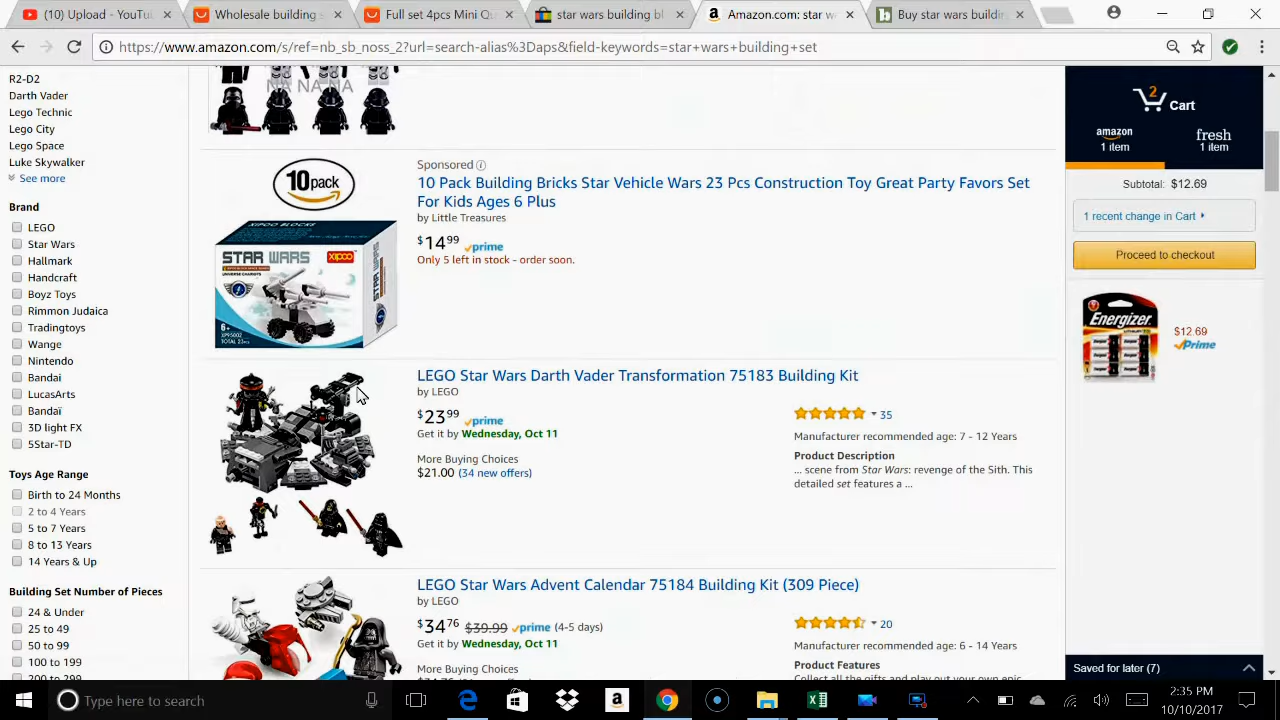 (10) Upload - YouTu
Wholesale building s
Full set 4pcs Mini Qu
star wars building bl
Amazon.com: star w
Buy star wars buildin
https://www.amazon.com/s/ref=nb_sb_noss_2?url=search-alias%3Daps&field-keywords=star+wars+building+set
R2-D2
Darth Vader
Lego Technic
Lego City
Lego Space
Luke Skywalker
See more
Brand
LEGO
Star Wars
Hallmark
Handcraft
Boyz Toys
Rimmon Judaica
Tradingtoys
Wange
Nintendo
Bandai
LucasArts
Bandaï
3D light FX
5Star-TD
Toys Age Range
Birth to 24 Months
2 to 4 Years
5 to 7 Years
8 to 13 Years
14 Years & Up
Building Set Number of Pieces
24 & Under
25 to 49
50 to 99
100 to 199
200 to 299
NA NA NA
10 pack
XIPOO BLOCKS
STAR WARS
XIPOO
6+
XP95002
TOTAL 23pcs
Sponsored
10 Pack Building Bricks Star Vehicle Wars 23 Pcs Construction Toy Great Party Favors Set
For Kids Ages 6 Plus
by Little Treasures
$14 99 prime
Only 5 left in stock - order soon.
LEGO Star Wars Darth Vader Transformation 75183 Building Kit
by LEGO
$23 99 prime
Get it by Wednesday, Oct 11
More Buying Choices
$21.00 (34 new offers)
35
Manufacturer recommended age: 7 - 12 Years
Product Description
... scene from Star Wars: revenge of the Sith. This
detailed set features a ...
LEGO Star Wars Advent Calendar 75184 Building Kit (309 Piece)
by LEGO
$34 76 $39.99 prime (4-5 days)
Get it by Wednesday, Oct 11
More Buying Choices
20
Manufacturer recommended age: 6 - 14 Years
Product Features
Collect all the gifts and play out your own epic
2
Cart
amazon
1 item
fresh
1 item
Subtotal: $12.69
1 recent change in Cart
Proceed to checkout
Energizer
$12.69
Prime
Saved for later (7)
Type here to search
2:35 PM
10/10/2017